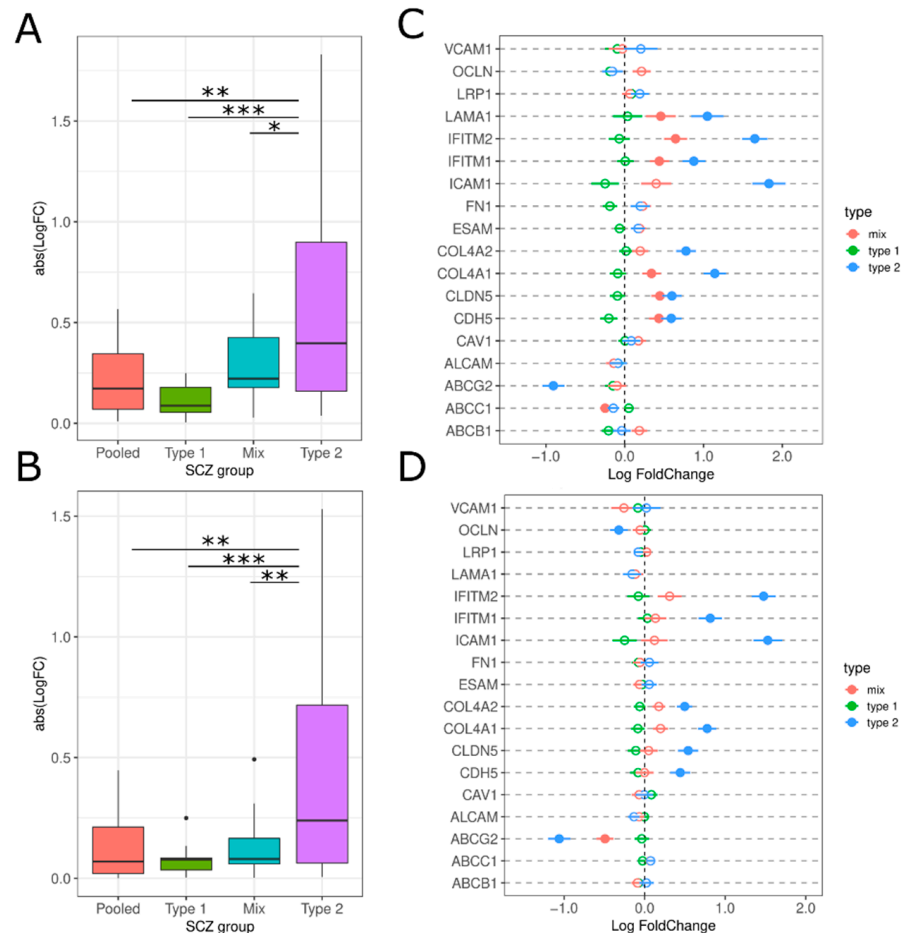 A
abs(LogFC)
1.5
1.0
0.5
0.0
**
***
*
Pooled
Type 1
Mix
Type 2
SCZ group
B
abs(LogFC)
1.5
1.0
0.5
0.0
**
***
**
Pooled
Type 1
Mix
Type 2
SCZ group
C
VCAM1
OCLN
LRP1
LAMA1
IFITM2
IFITM1
ICAM1
FN1
ESAM
COL4A2
COL4A1
CLDN5
CDH5
CAV1
ALCAM
ABCG2
ABCC1
ABCB1
-1.0
0.0
1.0
2.0
Log FoldChange
type
mix
type 1
type 2
D
VCAM1
OCLN
LRP1
LAMA1
IFITM2
IFITM1
ICAM1
FN1
ESAM
COL4A2
COL4A1
CLDN5
CDH5
CAV1
ALCAM
ABCG2
ABCC1
ABCB1
-1.0
0.0
1.0
2.0
Log FoldChange
type
mix
type 1
type 2